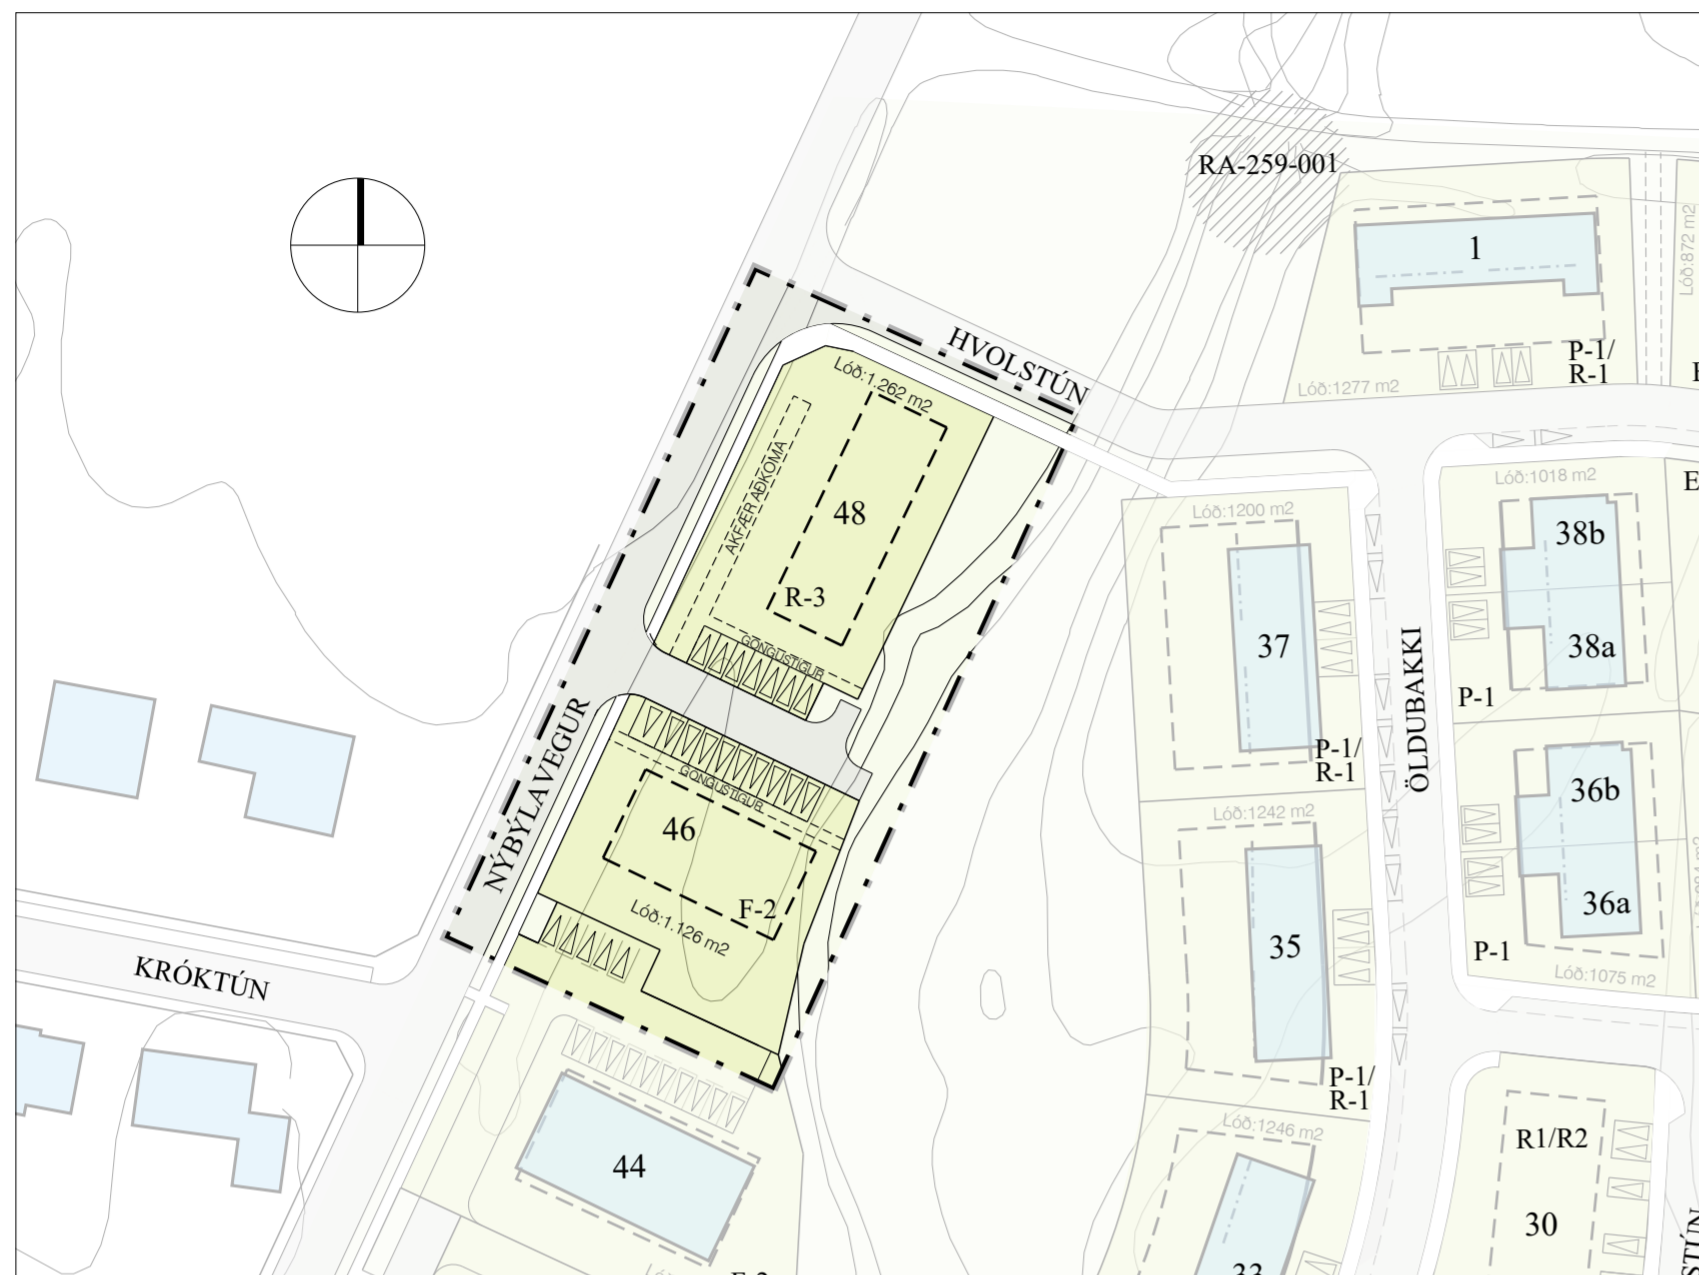 RA-259-001
1
Lóð:872 m2
P-1/
R-1
Lóð:1277 m2
HVOLSTÚN
Lóð:1.262 m2
AKFÆR AÐKOMA
48
R-3
GÖNGUSTÍGUR
Lóð:1200 m2
37
P-1/
R-1
Lóð:1018 m2
E
38b
38a
P-1
ÖLDUBAKKI
NÝBÝLAVEGUR
GÖNGUSTÍGUR
46
F-2
Lóð:1.126 m2
Lóð:1242 m2
35
P-1/
R-1
36b
36a
P-1
Lóð:1075 m2
KRÓKTÚN
44
Lóð:1246 m2
R1/R2
30